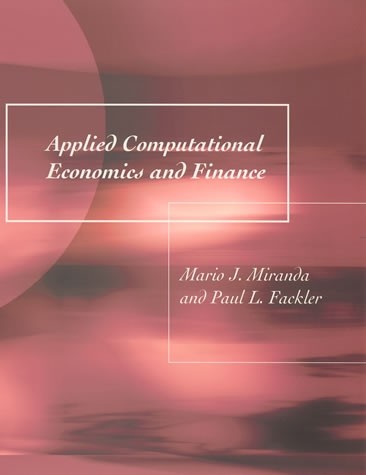 Applied Computational
Economics and Finance
Mario J. Miranda
and Paul L. Fackler